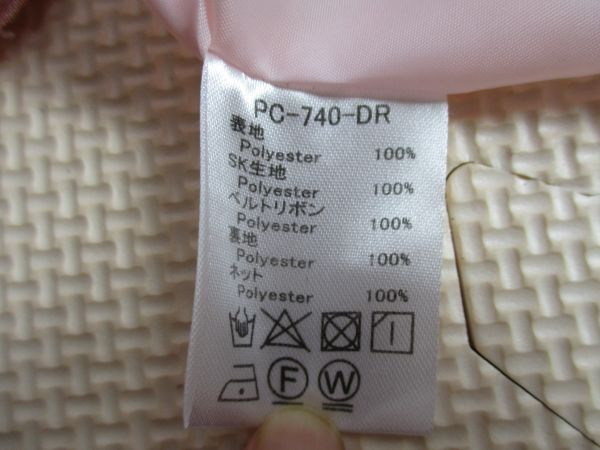 PC-740-DR
表地
Polyester 100%
SK生地
Polyester 100%
ベルトリボン
Polyester 100%
裏地
Polyester 100%
ネット
Polyester 100%
F W